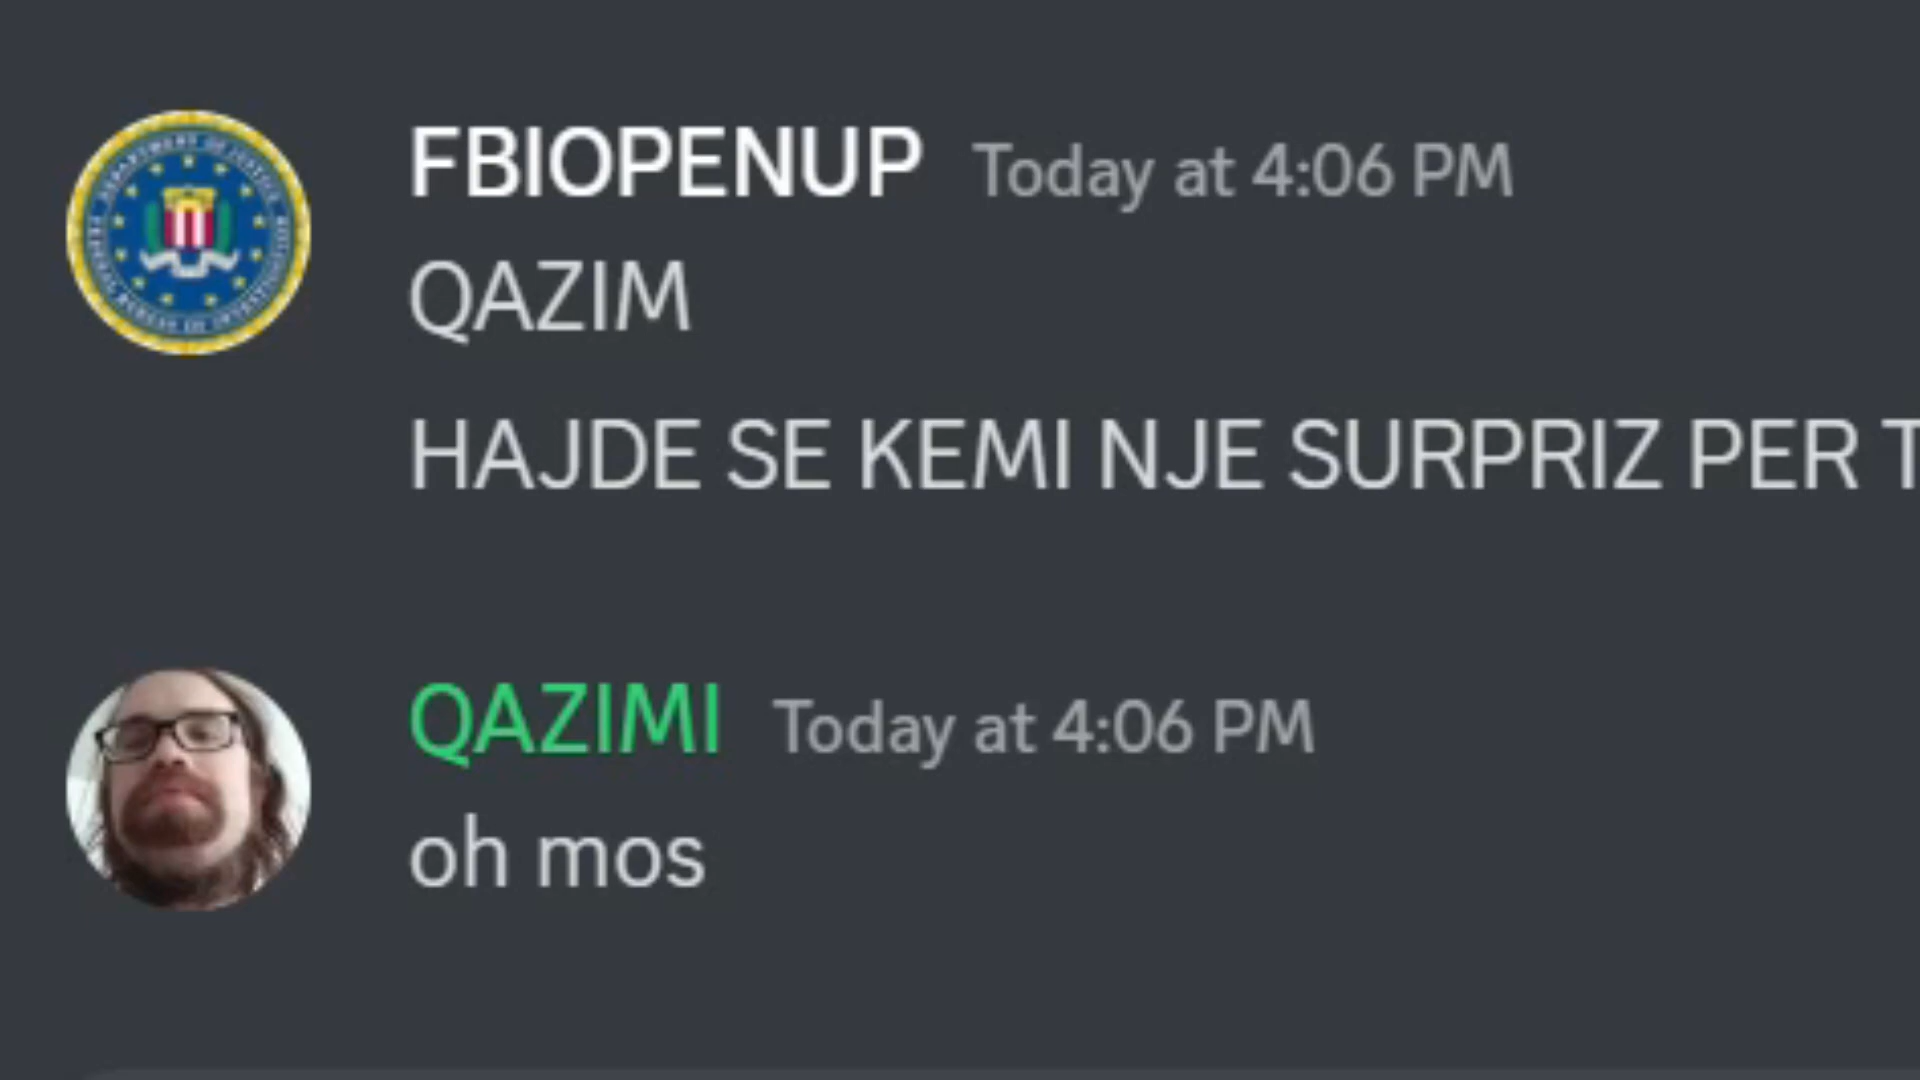 FBIOPENUP Today at 4:06 PM
QAZIM
HAJDE SE KEMI NJE SURPRIZ PER T
QAZIMI Today at 4:06 PM
oh mos